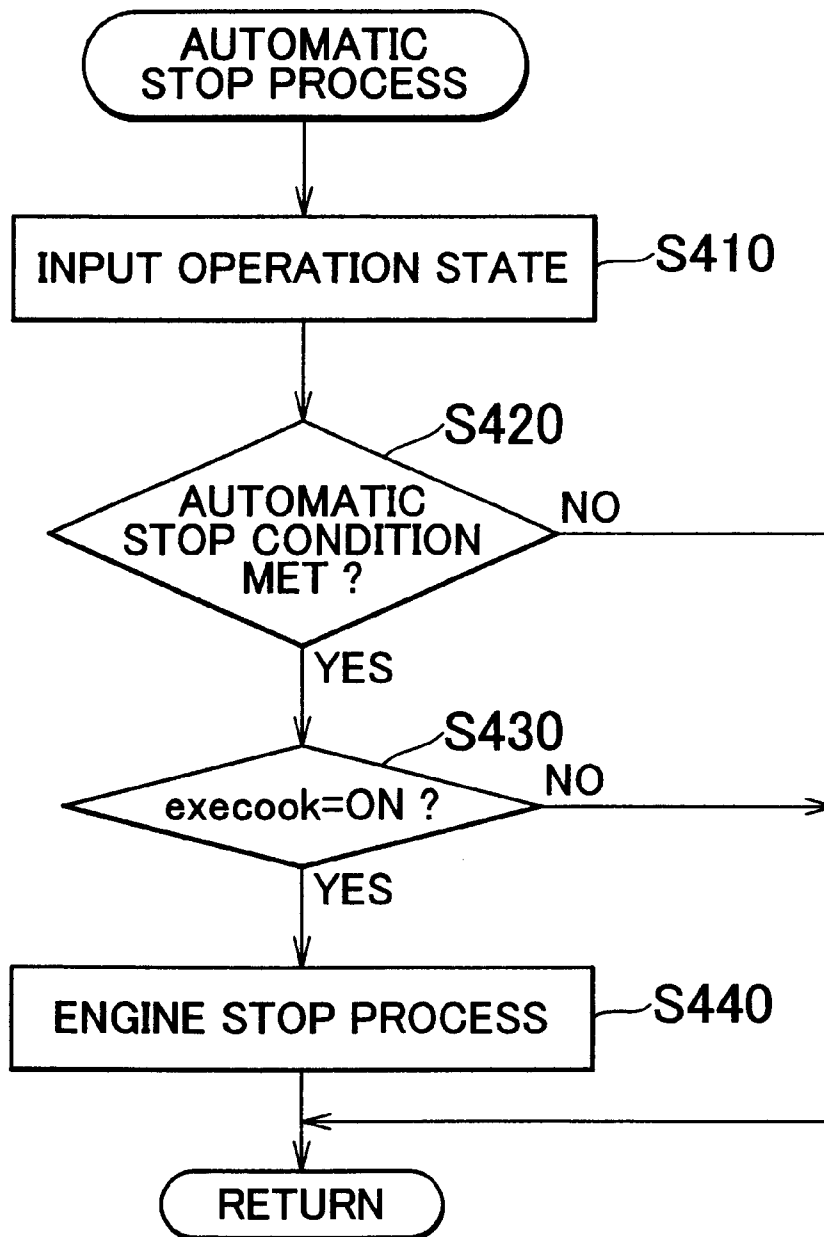 AUTOMATIC
STOP PROCESS
INPUT OPERATION STATE
S410
S420
AUTOMATIC
STOP CONDITION
MET ?
NO
YES
S430
execook=ON ?
NO
YES
ENGINE STOP PROCESS
S440
RETURN